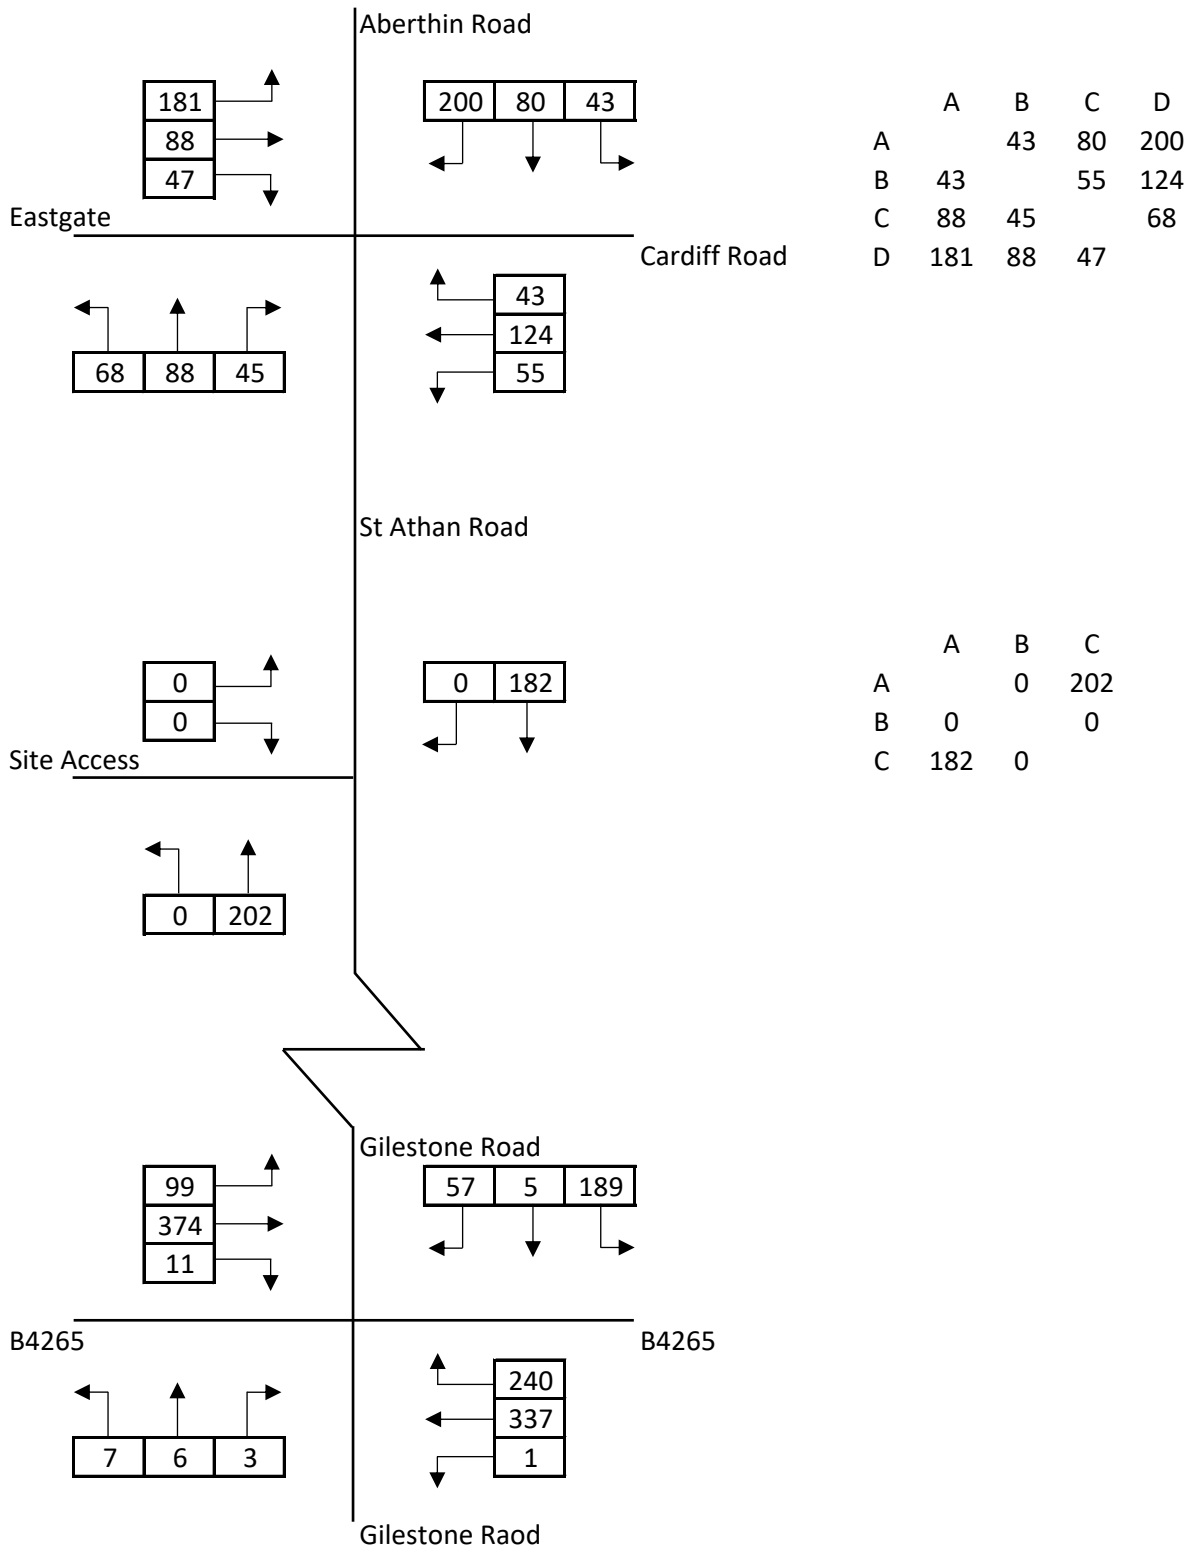 Aberthin Road
181
88
47
200 80 43
A B C D
A 43 80 200
B 43 55 124
C 88 45 68
D 181 88 47
Eastgate
Cardiff Road
68 88 45
43
124
55
St Athan Road
0
0
0 182
A B C
A 0 202
B 0 0
C 182 0
Site Access
0 202
Gilestone Road
99
374
11
57 5 189
B4265
B4265
7 6 3
240
337
1
Gilestone Raod